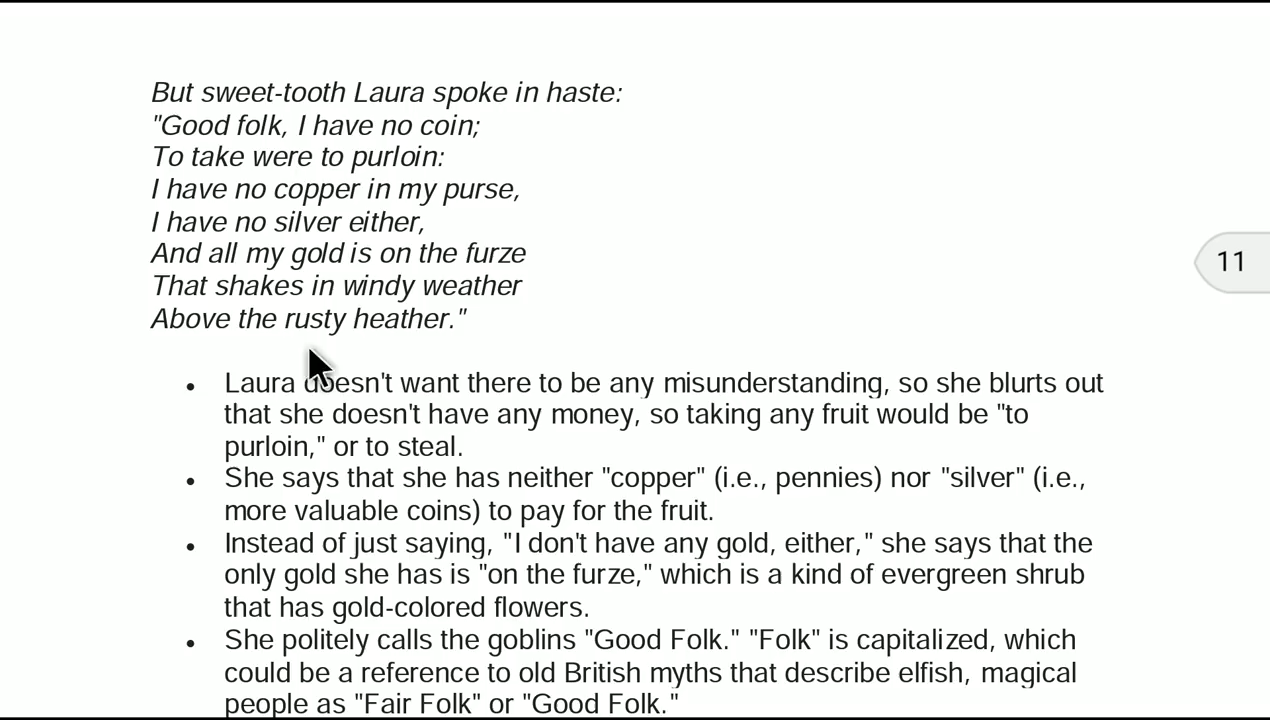 But sweet-tooth Laura spoke in haste:
"Good folk, I have no coin;
To take were to purloin:
I have no copper in my purse,
I have no silver either,
And all my gold is on the furze
That shakes in windy weather
Above the rusty heather."
11
• Laura doesn't want there to be any misunderstanding, so she blurts out
that she doesn't have any money, so taking any fruit would be "to
purloin," or to steal.
• She says that she has neither "copper" (i.e., pennies) nor "silver" (i.e.,
more valuable coins) to pay for the fruit.
• Instead of just saying, "I don't have any gold, either," she says that the
only gold she has is "on the furze," which is a kind of evergreen shrub
that has gold-colored flowers.
• She politely calls the goblins "Good Folk." "Folk" is capitalized, which
could be a reference to old British myths that describe elfish, magical
people as "Fair Folk" or "Good Folk."